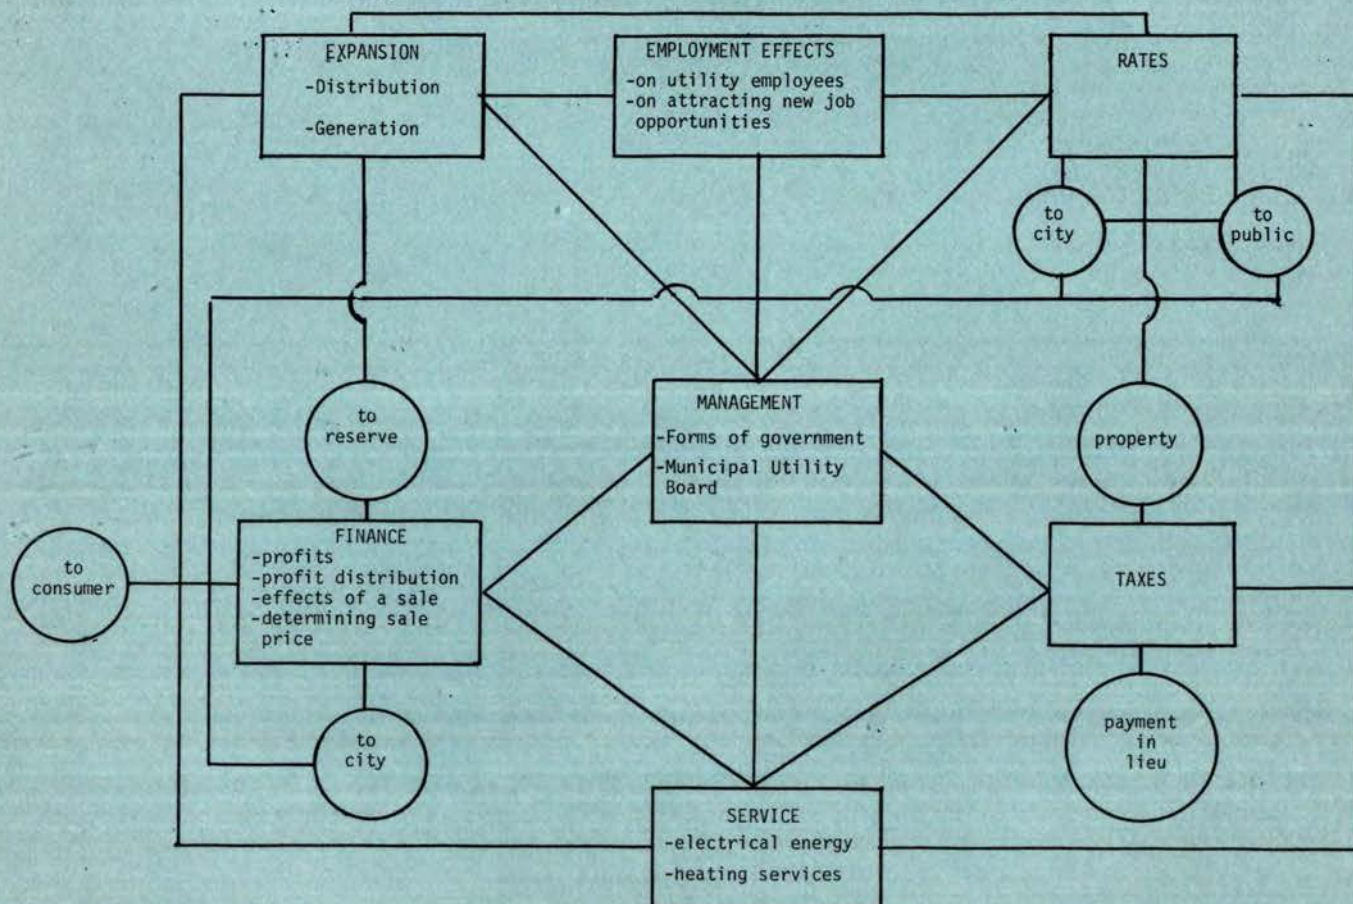 EXPANSION
-Distribution
-Generation
EMPLOYMENT EFFECTS
-on utility employees
-on attracting new job
opportunities
RATES
to
city
to
public
to
reserve
MANAGEMENT
-Forms of government
-Municipal Utility
Board
property
to
consumer
FINANCE
-profits
-profit distribution
-effects of a sale
-determining sale
price
TAXES
to
city
payment
in
lieu
SERVICE
-electrical energy
-heating services